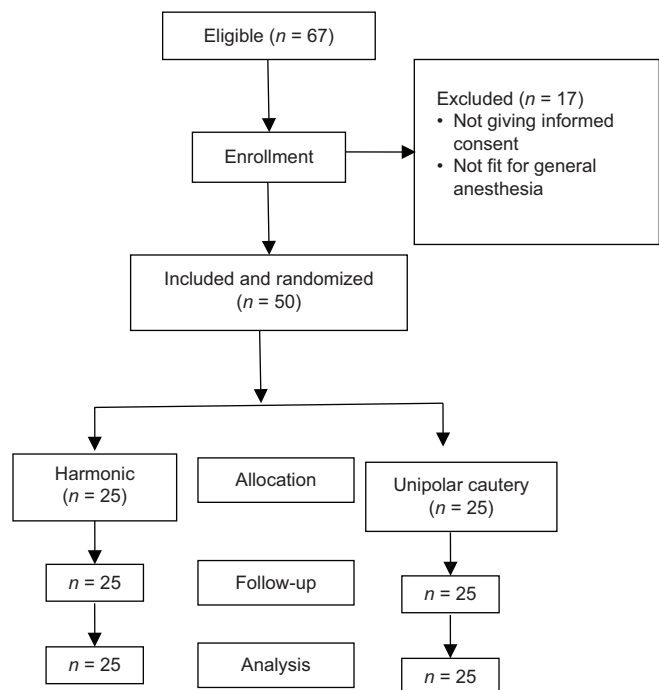 Eligible (n = 67)
Excluded (n = 17)
• Not giving informed
consent
• Not fit for general
anesthesia
Enrollment
Included and randomized
(n = 50)
Harmonic
(n = 25)
Allocation
Unipolar cautery
(n = 25)
n = 25
Follow-up
n = 25
n = 25
Analysis
n = 25